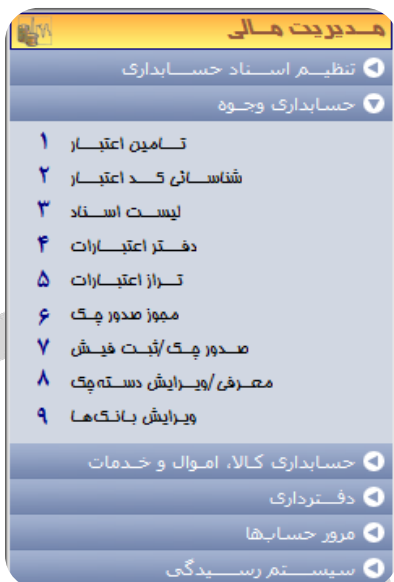 مدیریت مالی
تنظیم اسناد حسابداری
حسابداری وجوه
۱ تامین اعتبار
۲ شناسائی کد اعتبار
۳ لیست اسناد
۴ دفتر اعتبارات
۵ تراز اعتبارات
۶ مجوز صدور چک
۷ صدور چک/ثبت فیش
۸ معرفی/ویرایش دسته‌چک
۹ ویرایش بانک‌ها
حسابداری کالا، اموال و خدمات
دفترداری
مرور حساب‌ها
سیستم رسیدگی